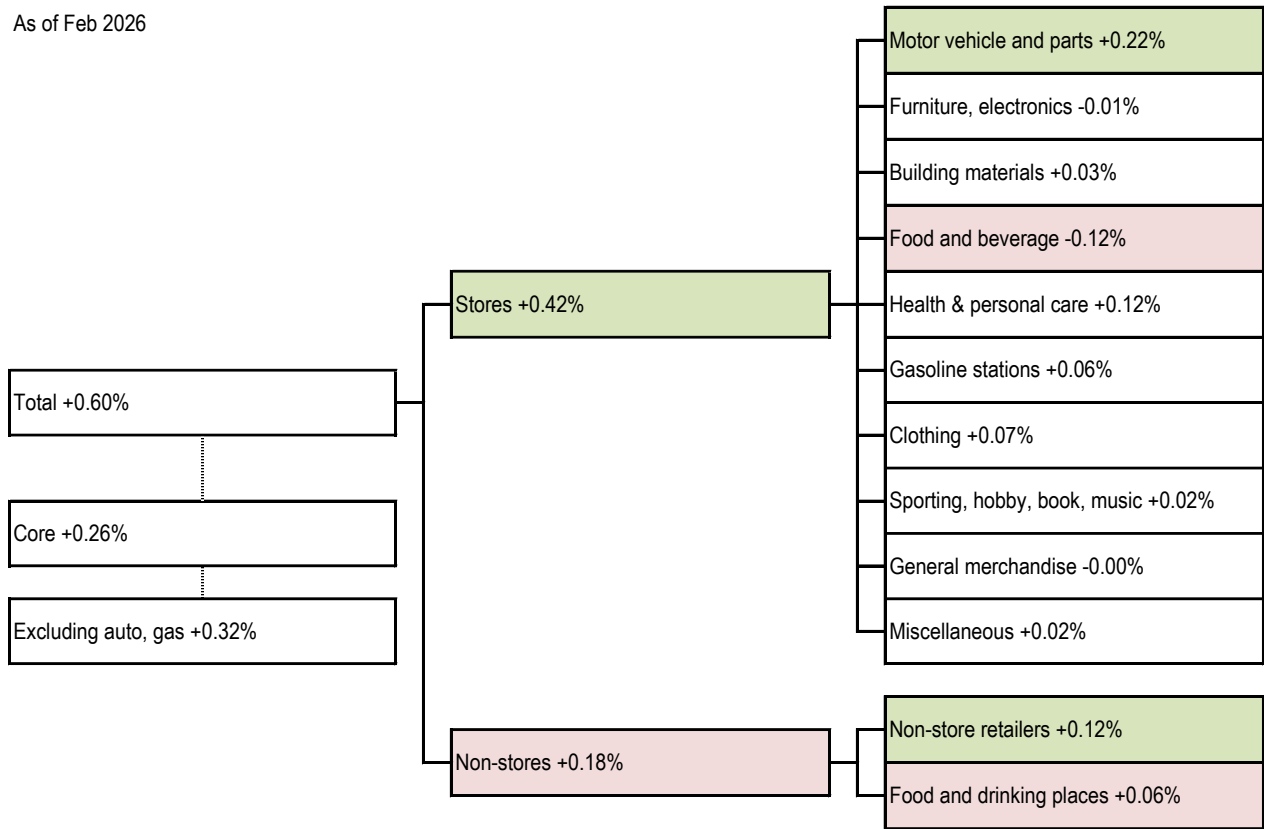 As of Feb 2026
Total +0.60%
Core +0.26%
Excluding auto, gas +0.32%
Stores +0.42%
Non-stores +0.18%
Motor vehicle and parts +0.22%
Furniture, electronics -0.01%
Building materials +0.03%
Food and beverage -0.12%
Health & personal care +0.12%
Gasoline stations +0.06%
Clothing +0.07%
Sporting, hobby, book, music +0.02%
General merchandise -0.00%
Miscellaneous +0.02%
Non-store retailers +0.12%
Food and drinking places +0.06%